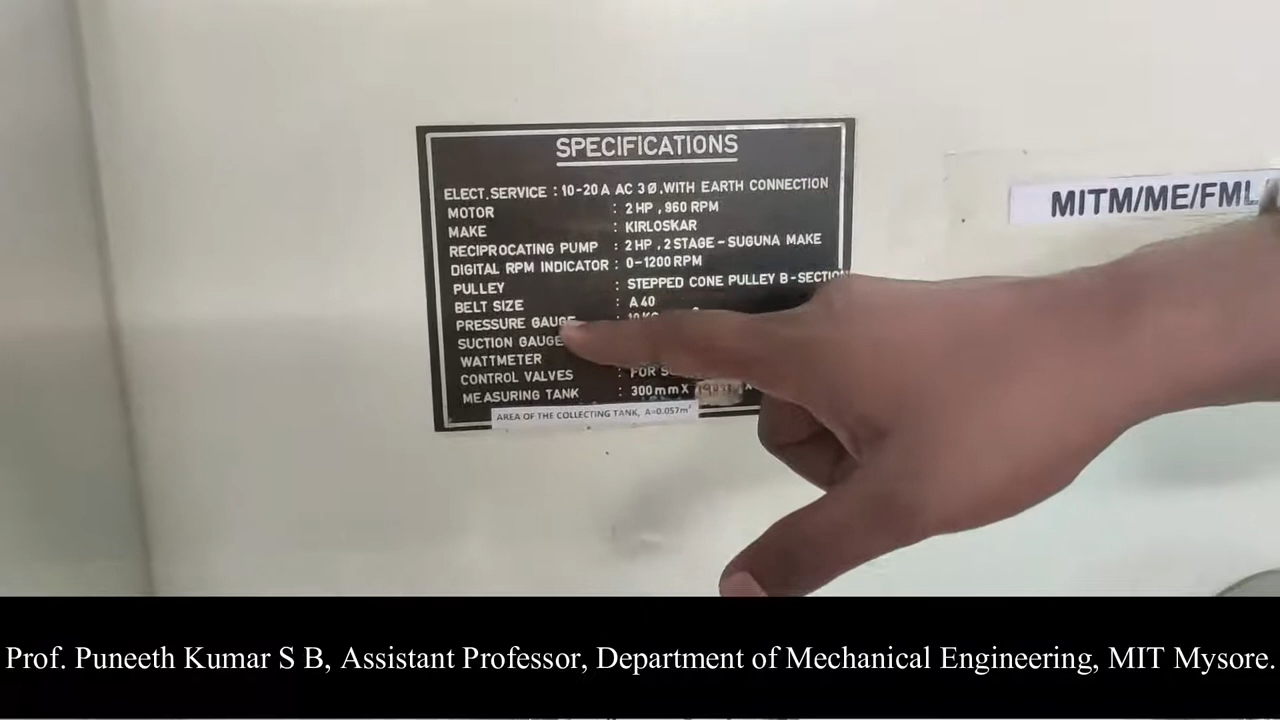 SPECIFICATIONS
ELECT. SERVICE : 10-20 A AC 3 Ø, WITH EARTH CONNECTION
MOTOR : 2 HP , 960 RPM
MAKE : KIRLOSKAR
RECIPROCATING PUMP : 2 HP , 2 STAGE - SUGUNA MAKE
DIGITAL RPM INDICATOR : 0-1200 RPM
PULLEY : STEPPED CONE PULLEY B-SECTION
BELT SIZE : A 40
PRESSURE GAUGE : 10
SUCTION GAUGE
WATTMETER
CONTROL VALVES : FOR
MEASURING TANK : 300 mm X
AREA OF THE COLLECTING TANK, A=0.057m²
MITM/ME/FML
Prof. Puneeth Kumar S B, Assistant Professor, Department of Mechanical Engineering, MIT Mysore.